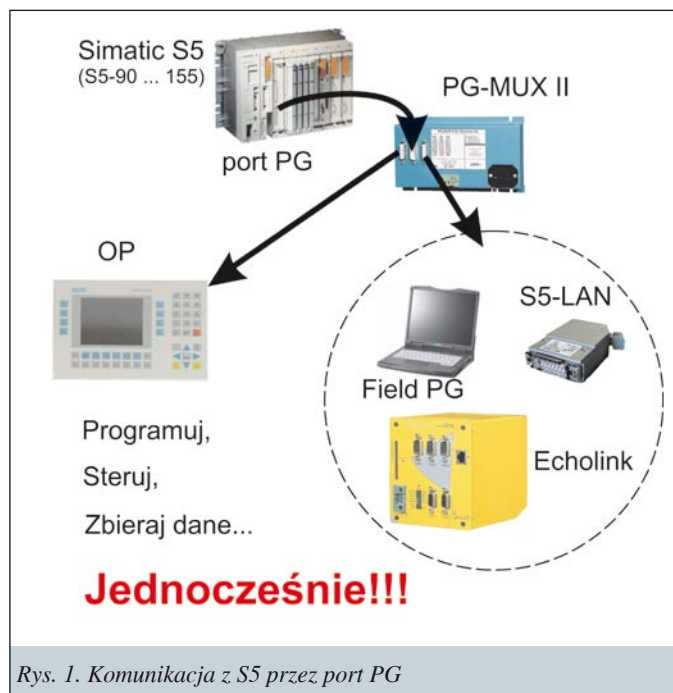 Simatic S5
(S5-90 ... 155)
PG-MUX II
port PG
OP
S5-LAN
Field PG
Echolink
Programuj,
Steruj,
Zbieraj dane...
Jednocześnie!!!
Rys. 1. Komunikacja z S5 przez port PG